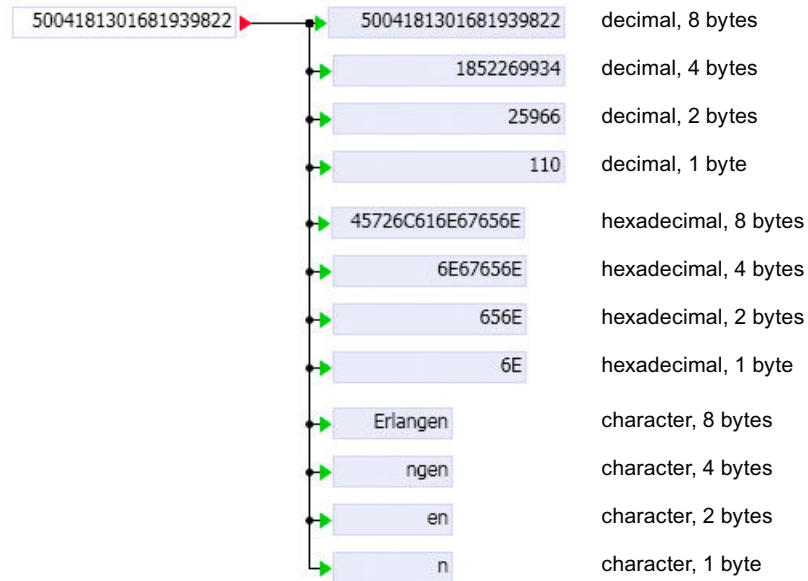 5004181301681939822 5004181301681939822 decimal, 8 bytes
1852269934 decimal, 4 bytes
25966 decimal, 2 bytes
110 decimal, 1 byte
45726C616E67656E hexadecimal, 8 bytes
6E67656E hexadecimal, 4 bytes
656E hexadecimal, 2 bytes
6E hexadecimal, 1 byte
Erlangen character, 8 bytes
ngen character, 4 bytes
en character, 2 bytes
n character, 1 byte